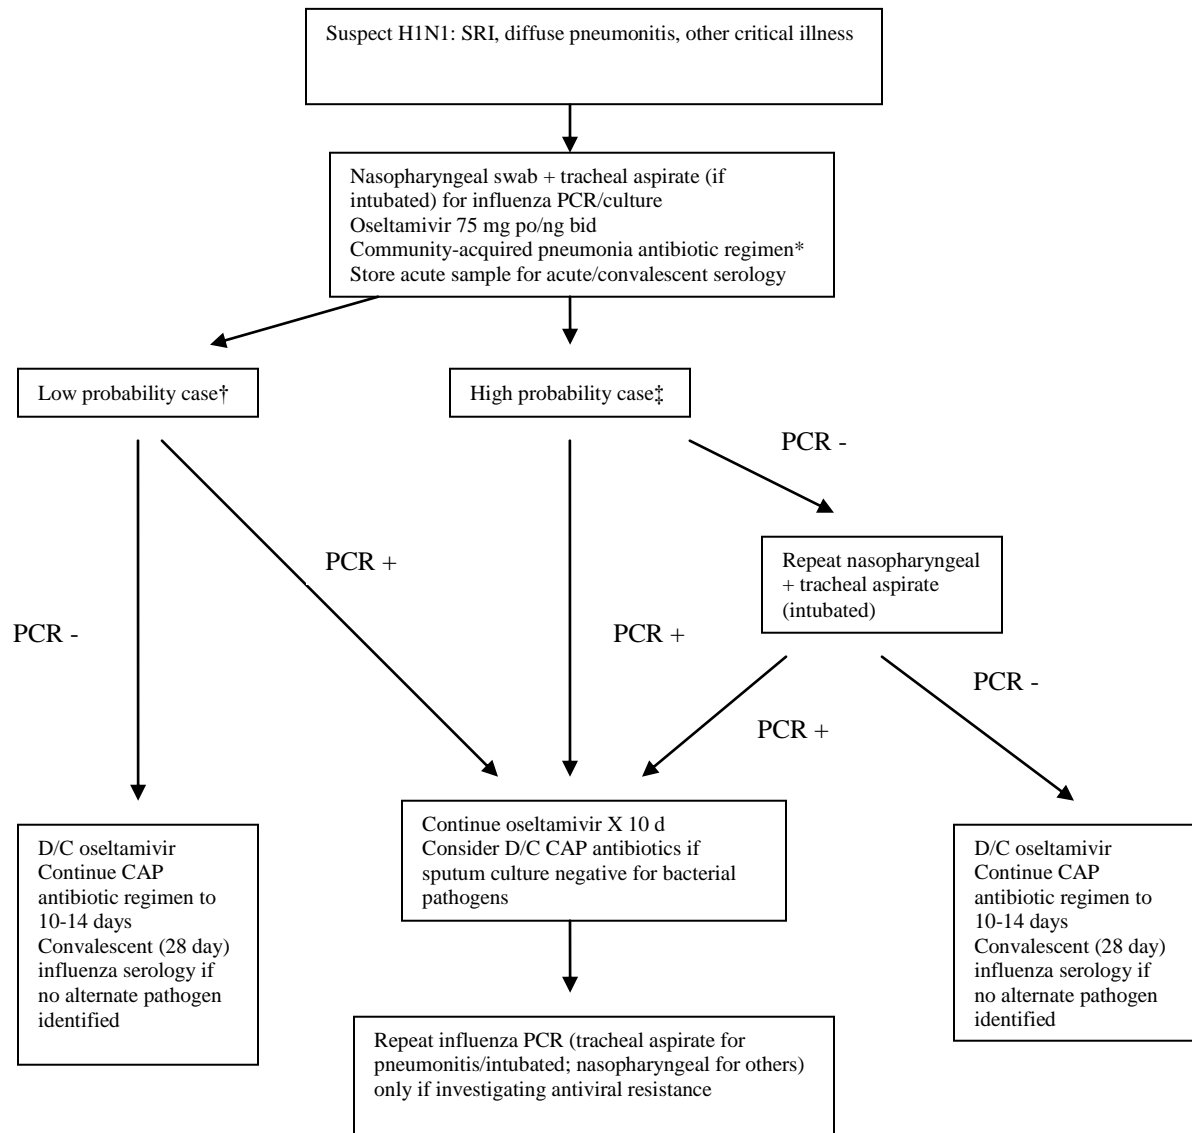 Suspect H1N1: SRI, diffuse pneumonitis, other critical illness
Nasopharyngeal swab + tracheal aspirate (if
intubated) for influenza PCR/culture
Oseltamivir 75 mg po/ng bid
Community-acquired pneumonia antibiotic regimen*
Store acute sample for acute/convalescent serology
Low probability case†
High probability case‡
PCR -
Repeat nasopharyngeal
+ tracheal aspirate
(intubated)
PCR +
PCR -
PCR +
PCR -
PCR +
D/C oseltamivir
Continue CAP
antibiotic regimen to
10-14 days
Convalescent (28 day)
influenza serology if
no alternate pathogen
identified
Continue oseltamivir X 10 d
Consider D/C CAP antibiotics if
sputum culture negative for bacterial
pathogens
D/C oseltamivir
Continue CAP
antibiotic regimen to
10-14 days
Convalescent (28 day)
influenza serology if
no alternate pathogen
identified
Repeat influenza PCR (tracheal aspirate for
pneumonitis/intubated; nasopharyngeal for others)
only if investigating antiviral resistance